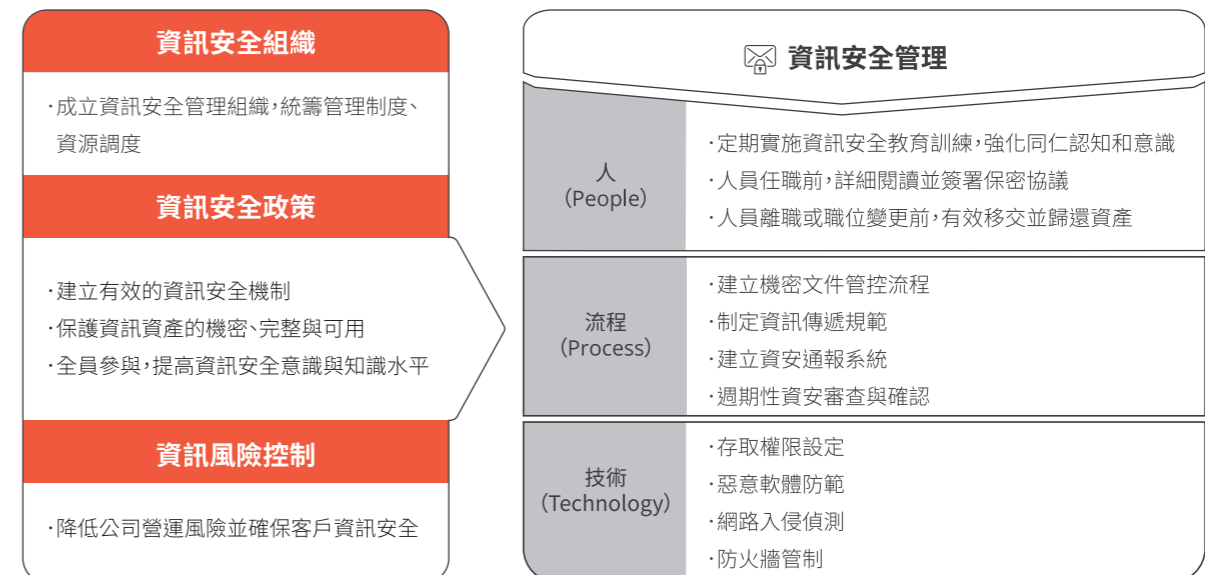 資訊安全組織
·成立資訊安全管理組織,統籌管理制度、
資源調度
資訊安全政策
·建立有效的資訊安全機制
·保護資訊資產的機密、完整與可用
·全員參與,提高資訊安全意識與知識水平
資訊風險控制
·降低公司營運風險並確保客戶資訊安全
資訊安全管理
人
(People)
·定期實施資訊安全教育訓練,強化同仁認知和意識
·人員任職前,詳細閱讀並簽署保密協議
·人員離職或職位變更前,有效移交並歸還資產
流程
(Process)
·建立機密文件管控流程
·制定資訊傳遞規範
·建立資安通報系統
·週期性資安審查與確認
技術
(Technology)
·存取權限設定
·惡意軟體防範
·網路入侵偵測
·防火牆管制